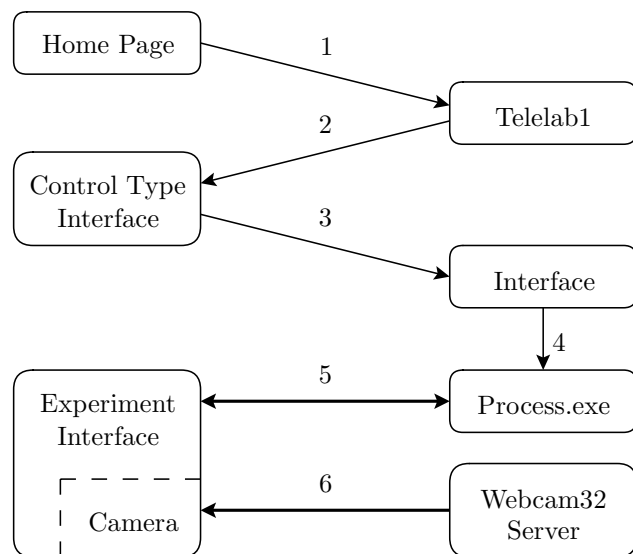 Home Page
1
Telelab1
2
Control Type
Interface
3
Interface
4
Experiment
Interface
5
Process.exe
Camera
6
Webcam32
Server